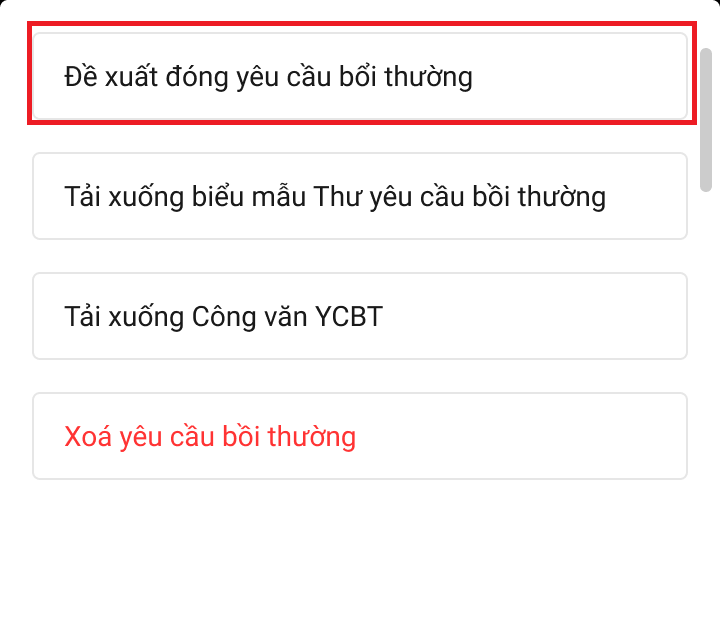 Đề xuất đóng yêu cầu bổi thường
Tải xuống biểu mẫu Thư yêu cầu bồi thường
Tải xuống Công văn YCBT
Xoá yêu cầu bồi thường